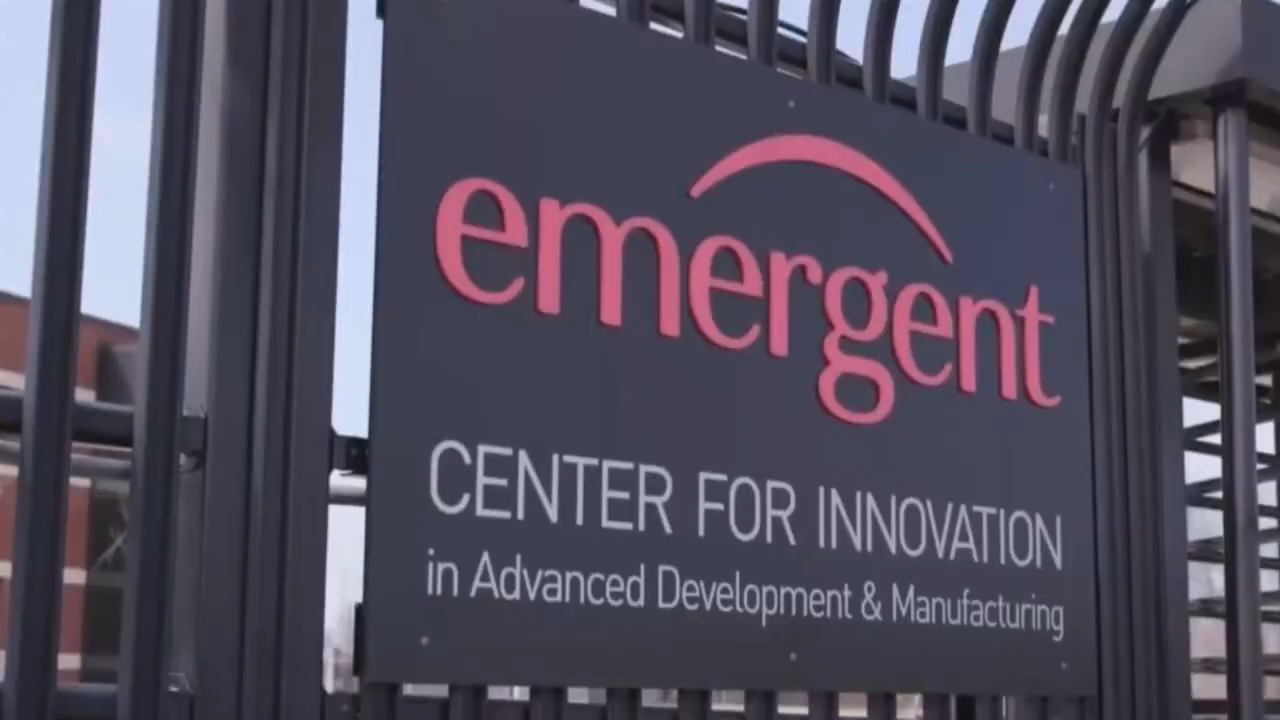 emergent
CENTER FOR INNOVATION
in Advanced Development & Manufacturing